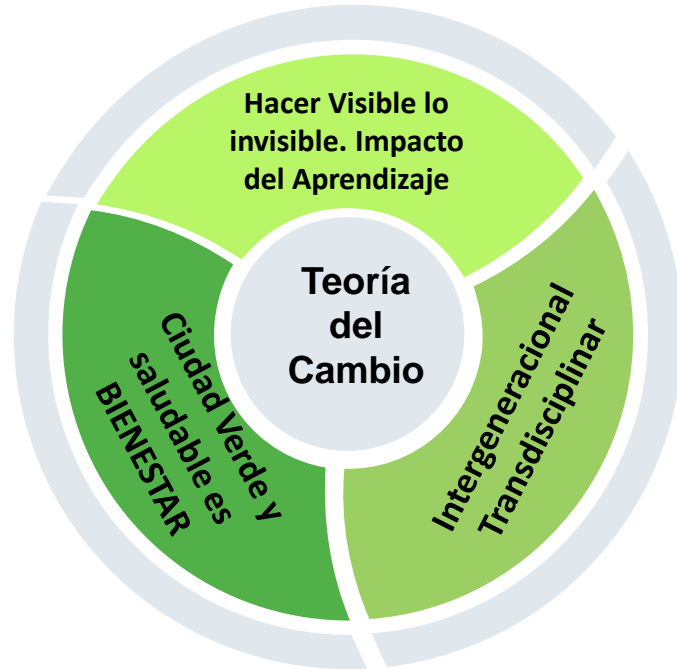 Hacer Visible lo
invisible. Impacto
del Aprendizaje
Teoría
del
Cambio
Ciudad Verde y
saludable es
BIENESTAR
Intergeneracional
Transdisciplinar